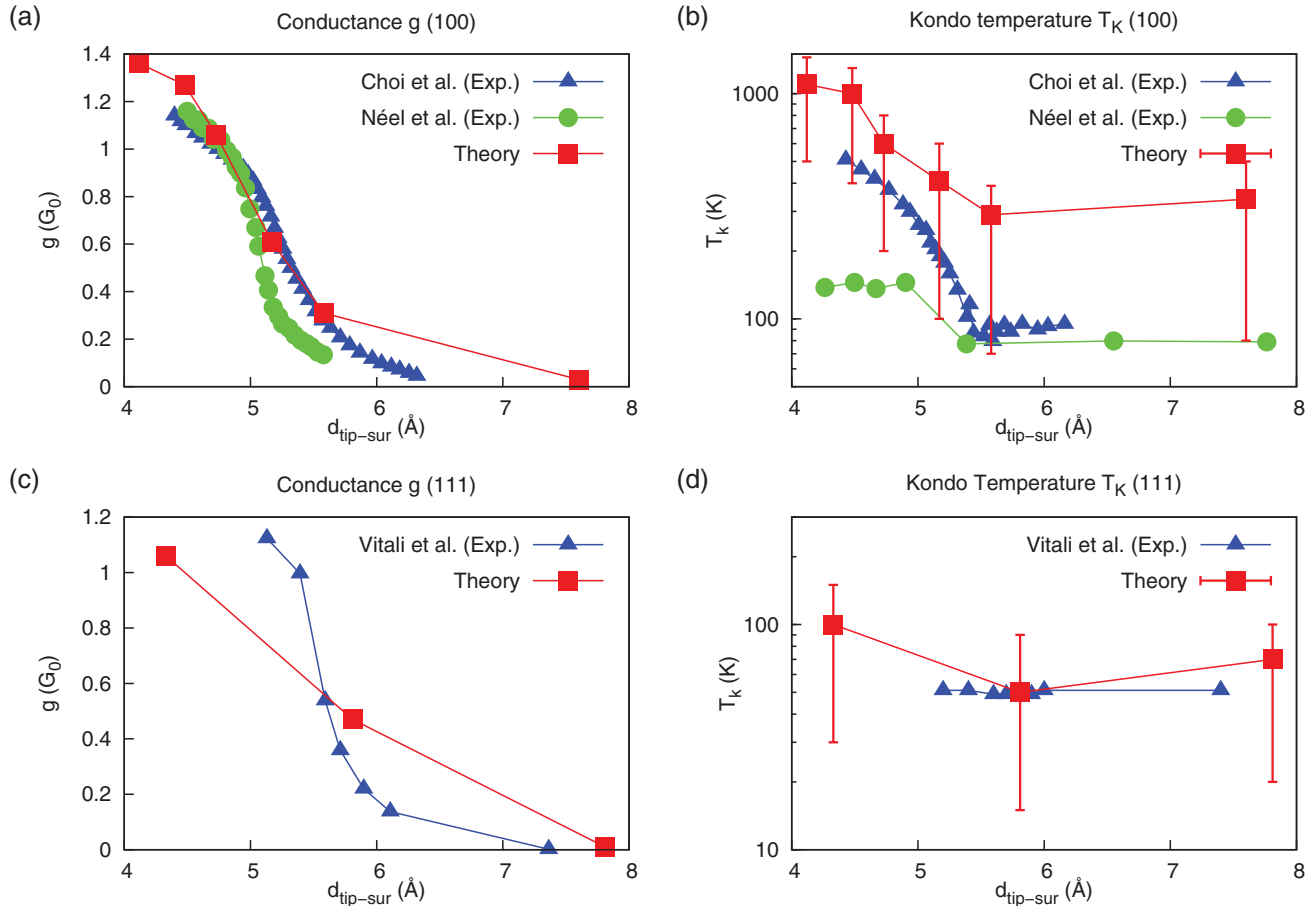 (a)
Conductance g (100)
1.4
1.2
1
0.8
0.6
0.4
0.2
0
g (G0)
Choi et al. (Exp.)
Néel et al. (Exp.)
Theory
4 5 6 7 8
dtip−sur (Å)
(b)
Kondo temperature TK (100)
1000
100
Tk (K)
Choi et al. (Exp.)
Néel et al. (Exp.)
Theory
4 5 6 7 8
dtip−sur (Å)
(c)
Conductance g (111)
1.2
1
0.8
0.6
0.4
0.2
0
g (G0)
Vitali et al. (Exp.)
Theory
4 5 6 7 8
dtip−sur (Å)
(d)
Kondo Temperature TK (111)
100
10
Tk (K)
Vitali et al. (Exp.)
Theory
4 5 6 7 8
dtip−sur (Å)